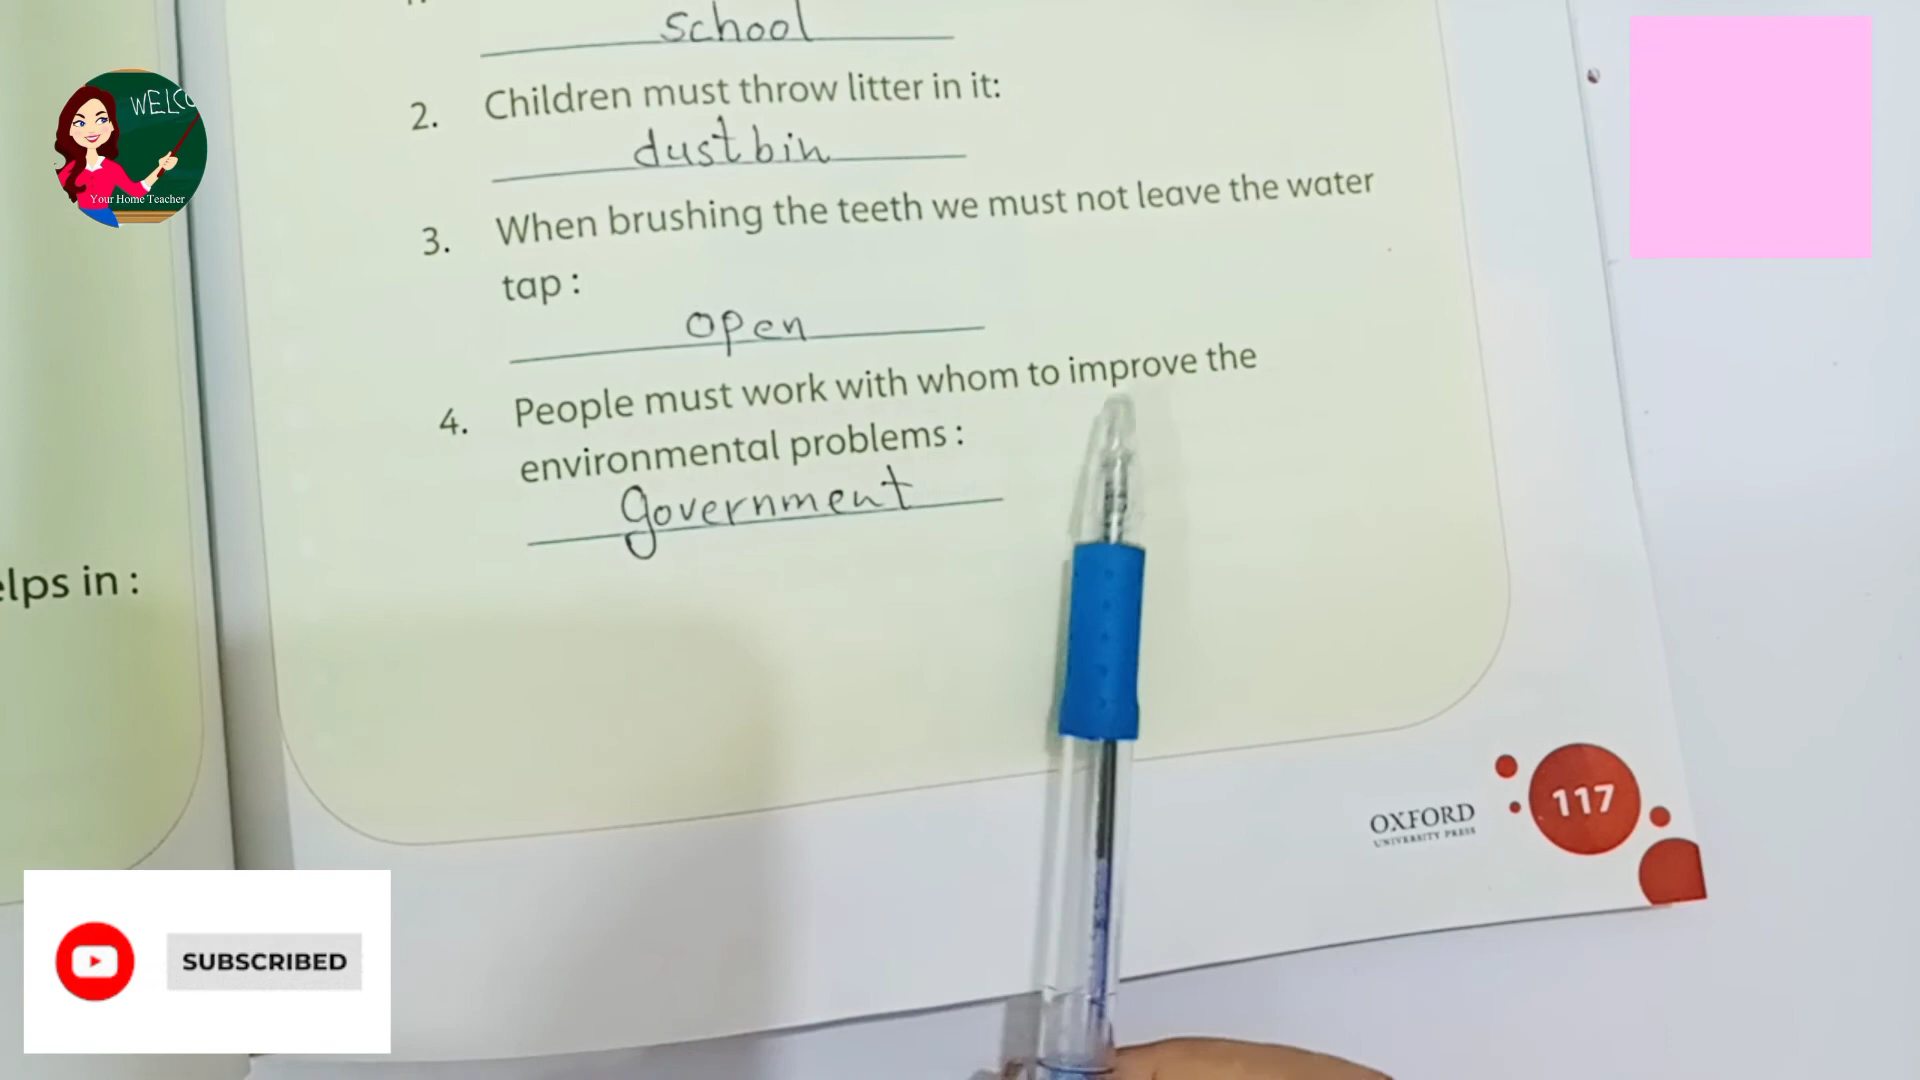 school
2. Children must throw litter in it:
dustbin
3. When brushing the teeth we must not leave the water
tap :
open
4. People must work with whom to improve the
environmental problems :
government
elps in :
OXFORD
UNIVERSITY PRESS
117
WELCO
Your Home Teacher
SUBSCRIBED